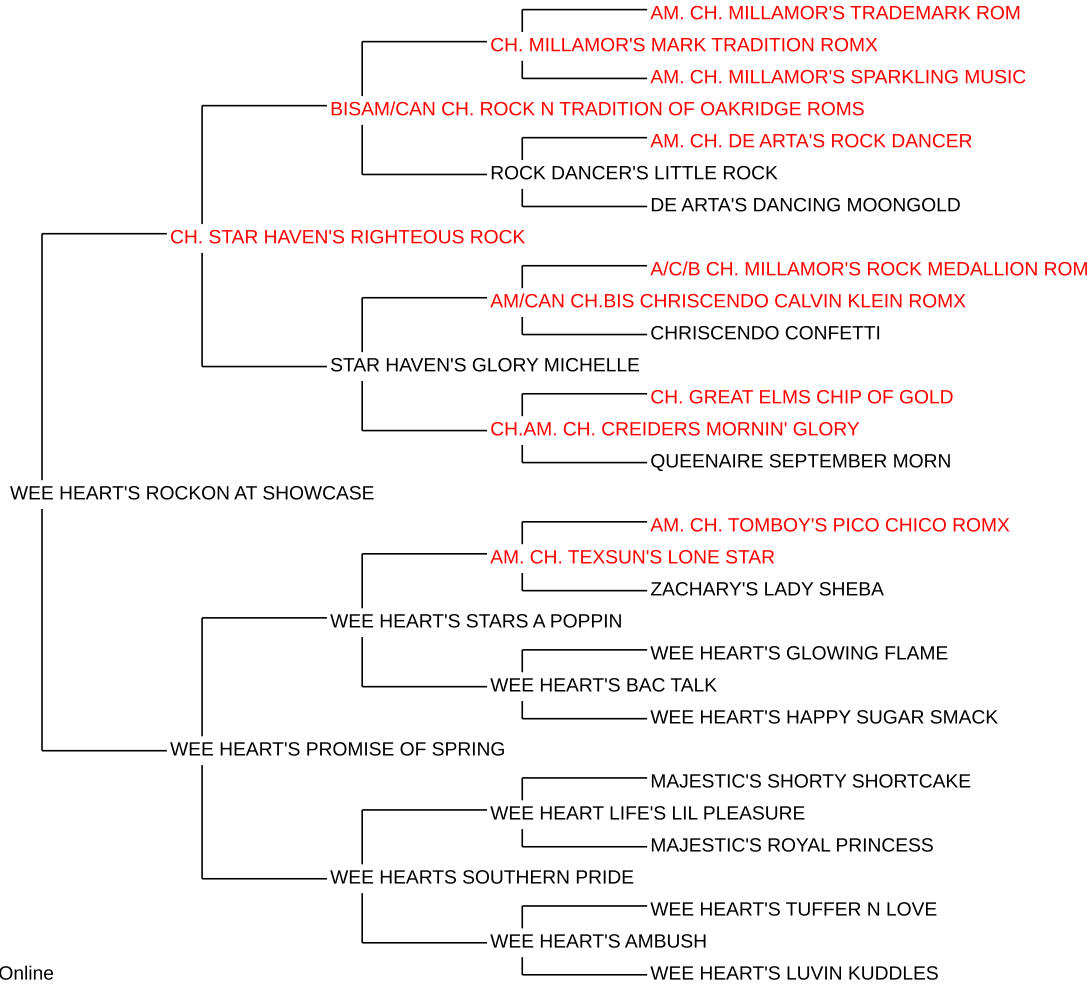 AM. CH. MILLAMOR'S TRADEMARK ROM
CH. MILLAMOR'S MARK TRADITION ROMX
AM. CH. MILLAMOR'S SPARKLING MUSIC
BISAM/CAN CH. ROCK N TRADITION OF OAKRIDGE ROMS
AM. CH. DE ARTA'S ROCK DANCER
ROCK DANCER'S LITTLE ROCK
DE ARTA'S DANCING MOONGOLD
CH. STAR HAVEN'S RIGHTEOUS ROCK
A/C/B CH. MILLAMOR'S ROCK MEDALLION ROM
AM/CAN CH.BIS CHRISCENDO CALVIN KLEIN ROMX
CHRISCENDO CONFETTI
STAR HAVEN'S GLORY MICHELLE
CH. GREAT ELMS CHIP OF GOLD
CH.AM. CH. CREIDERS MORNIN' GLORY
QUEENAIRE SEPTEMBER MORN
WEE HEART'S ROCKON AT SHOWCASE
AM. CH. TOMBOY'S PICO CHICO ROMX
AM. CH. TEXSUN'S LONE STAR
ZACHARY'S LADY SHEBA
WEE HEART'S STARS A POPPIN
WEE HEART'S GLOWING FLAME
WEE HEART'S BAC TALK
WEE HEART'S HAPPY SUGAR SMACK
WEE HEART'S PROMISE OF SPRING
MAJESTIC'S SHORTY SHORTCAKE
WEE HEART LIFE'S LIL PLEASURE
MAJESTIC'S ROYAL PRINCESS
WEE HEARTS SOUTHERN PRIDE
WEE HEART'S TUFFER N LOVE
WEE HEART'S AMBUSH
WEE HEART'S LUVIN KUDDLES
Online